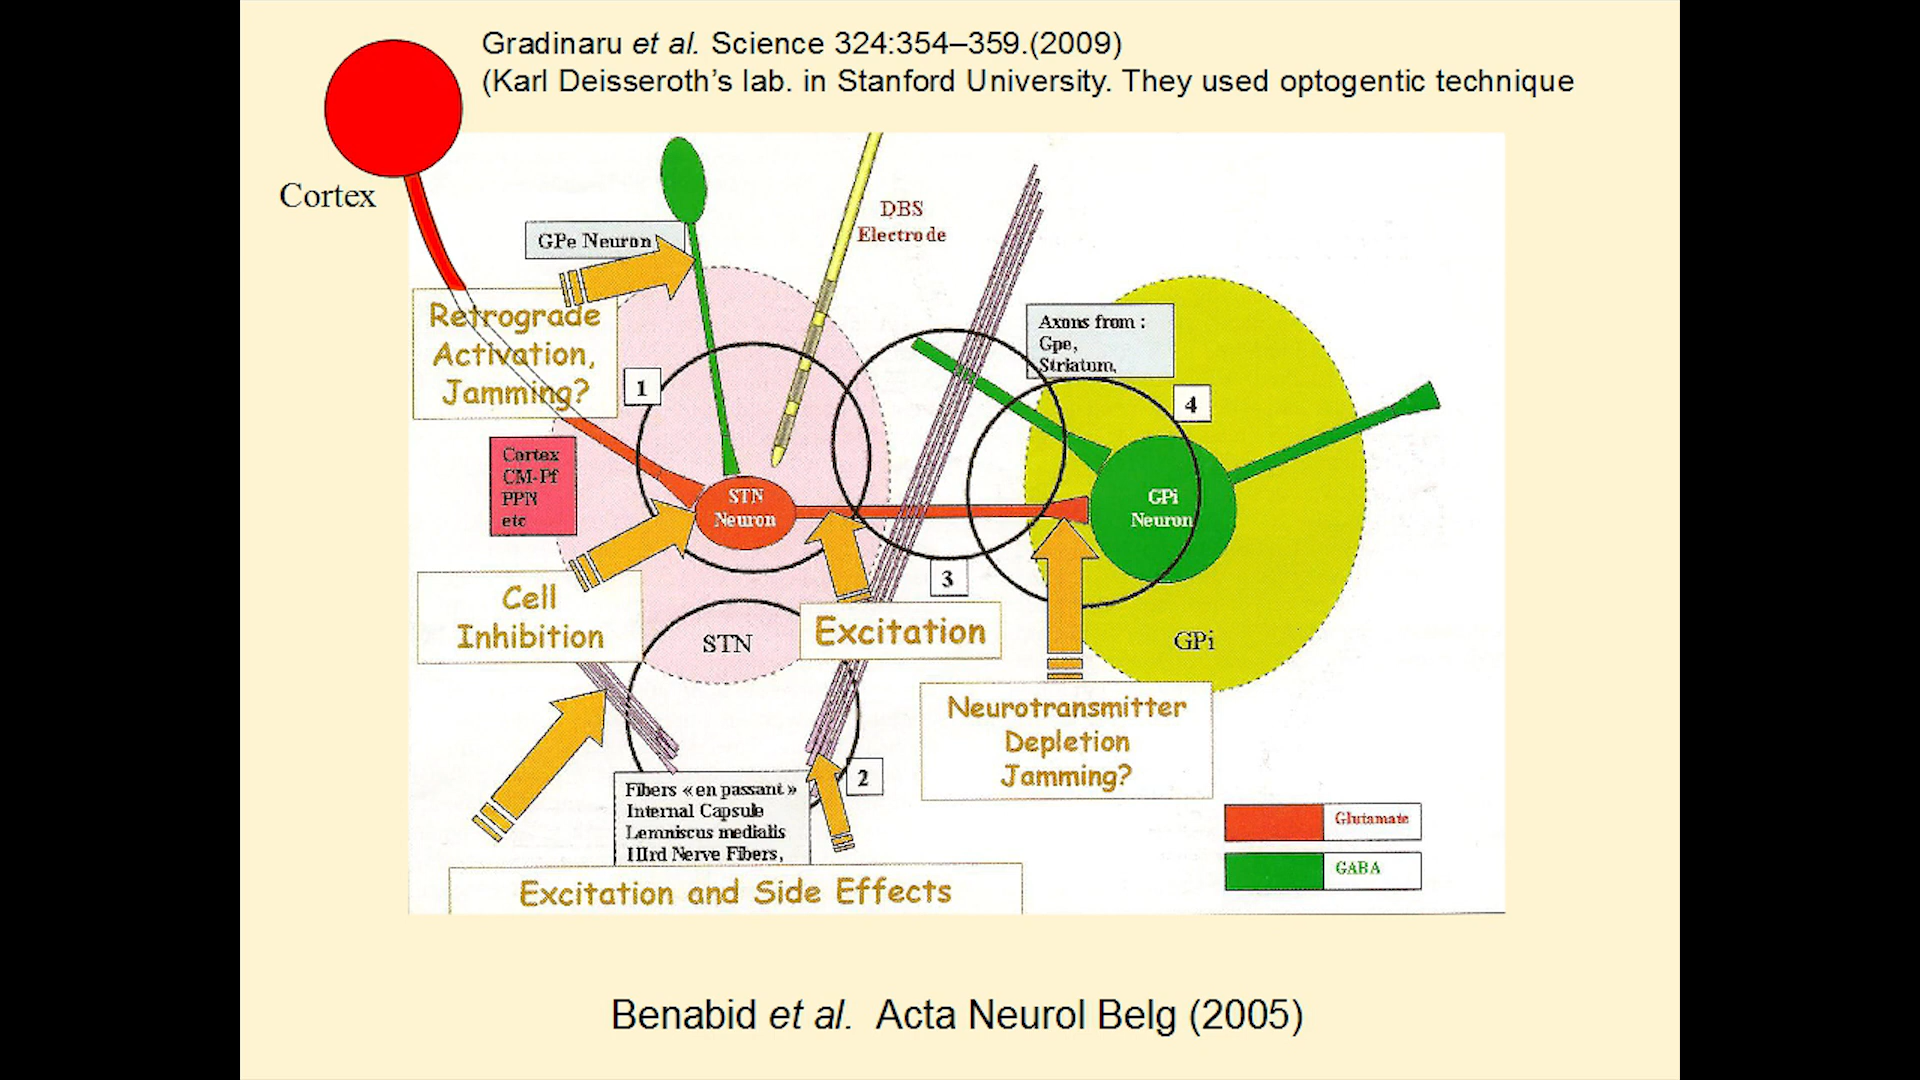 Gradinaru et al. Science 324:354–359.(2009)
(Karl Deisseroth's lab. in Stanford University. They used optogentic technique
Cortex
GPe Neuron
DBS
Electrode
Retrograde
Activation,
Jamming?
Axons from :
Gpe,
Striatum,
1
4
Cortex
CM-Pf
PPN
etc
STN
Neuron
GPi
Neuron
3
Cell
Inhibition
STN
Excitation
GPi
Neurotransmitter
Depletion
Jamming?
2
Fibers « en passant »
Internal Capsule
Lemniscus medialis
IIIrd Nerve Fibers,
Glutamate
GABA
Excitation and Side Effects
Benabid et al. Acta Neurol Belg (2005)